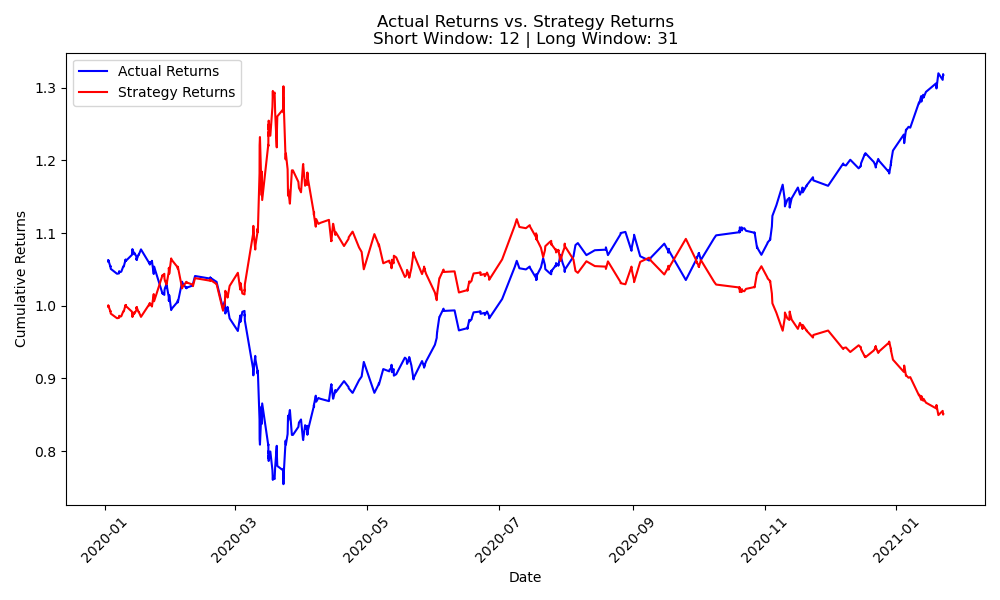 Actual Returns vs. Strategy Returns
Short Window: 12 | Long Window: 31
Actual Returns
Strategy Returns
Cumulative Returns
1.3
1.2
1.1
1.0
0.9
0.8
2020-01
2020-03
2020-05
2020-07
2020-09
2020-11
2021-01
Date